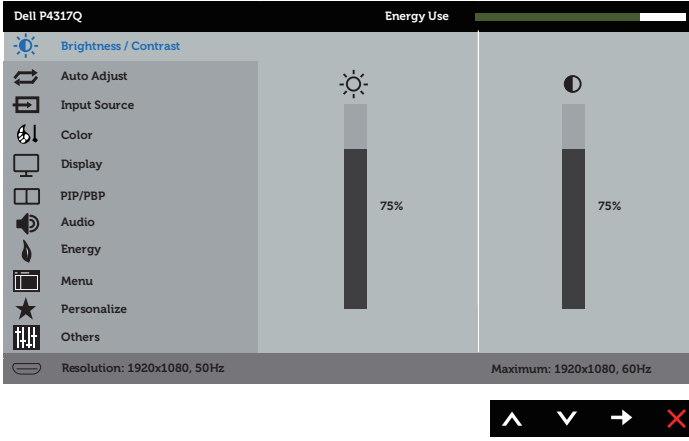 Dell P4317Q Energy Use
Brightness / Contrast
Auto Adjust
Input Source
Color
Display
PIP/PBP
75% 75%
Audio
Energy
Menu
Personalize
Others
Resolution: 1920x1080, 50Hz Maximum: 1920x1080, 60Hz